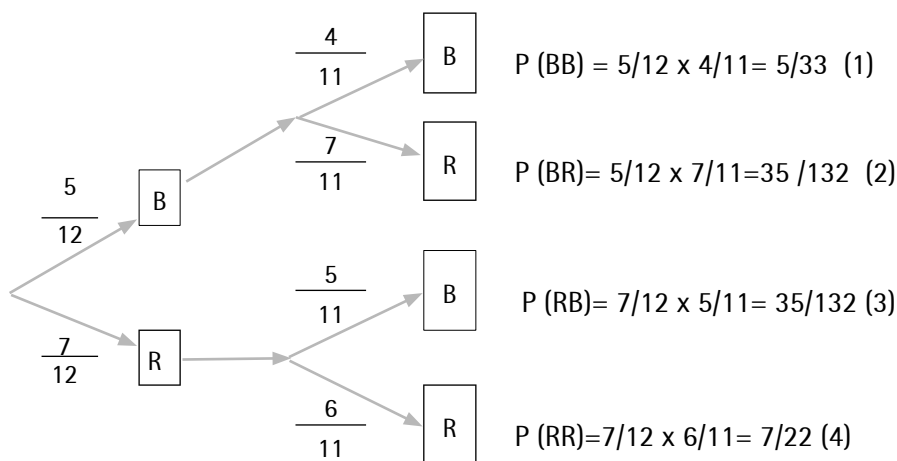 4
11
B
P (BB) = 5/12 x 4/11= 5/33 (1)
7
11
R
P (BR)= 5/12 x 7/11=35 /132 (2)
5
12
B
5
11
B
P (RB)= 7/12 x 5/11= 35/132 (3)
7
12
R
6
11
R
P (RR)=7/12 x 6/11= 7/22 (4)